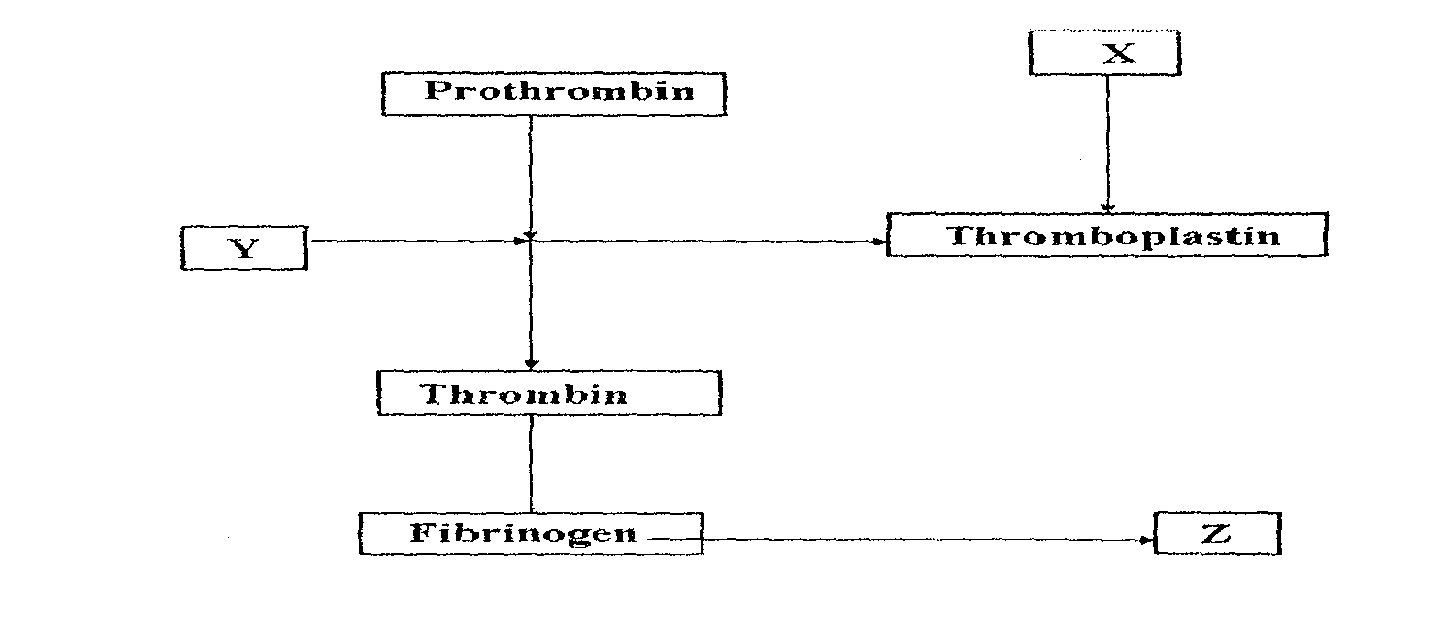 X
Prothrombin
Y
Thromboplastin
Thrombin
Fibrinogen
Z